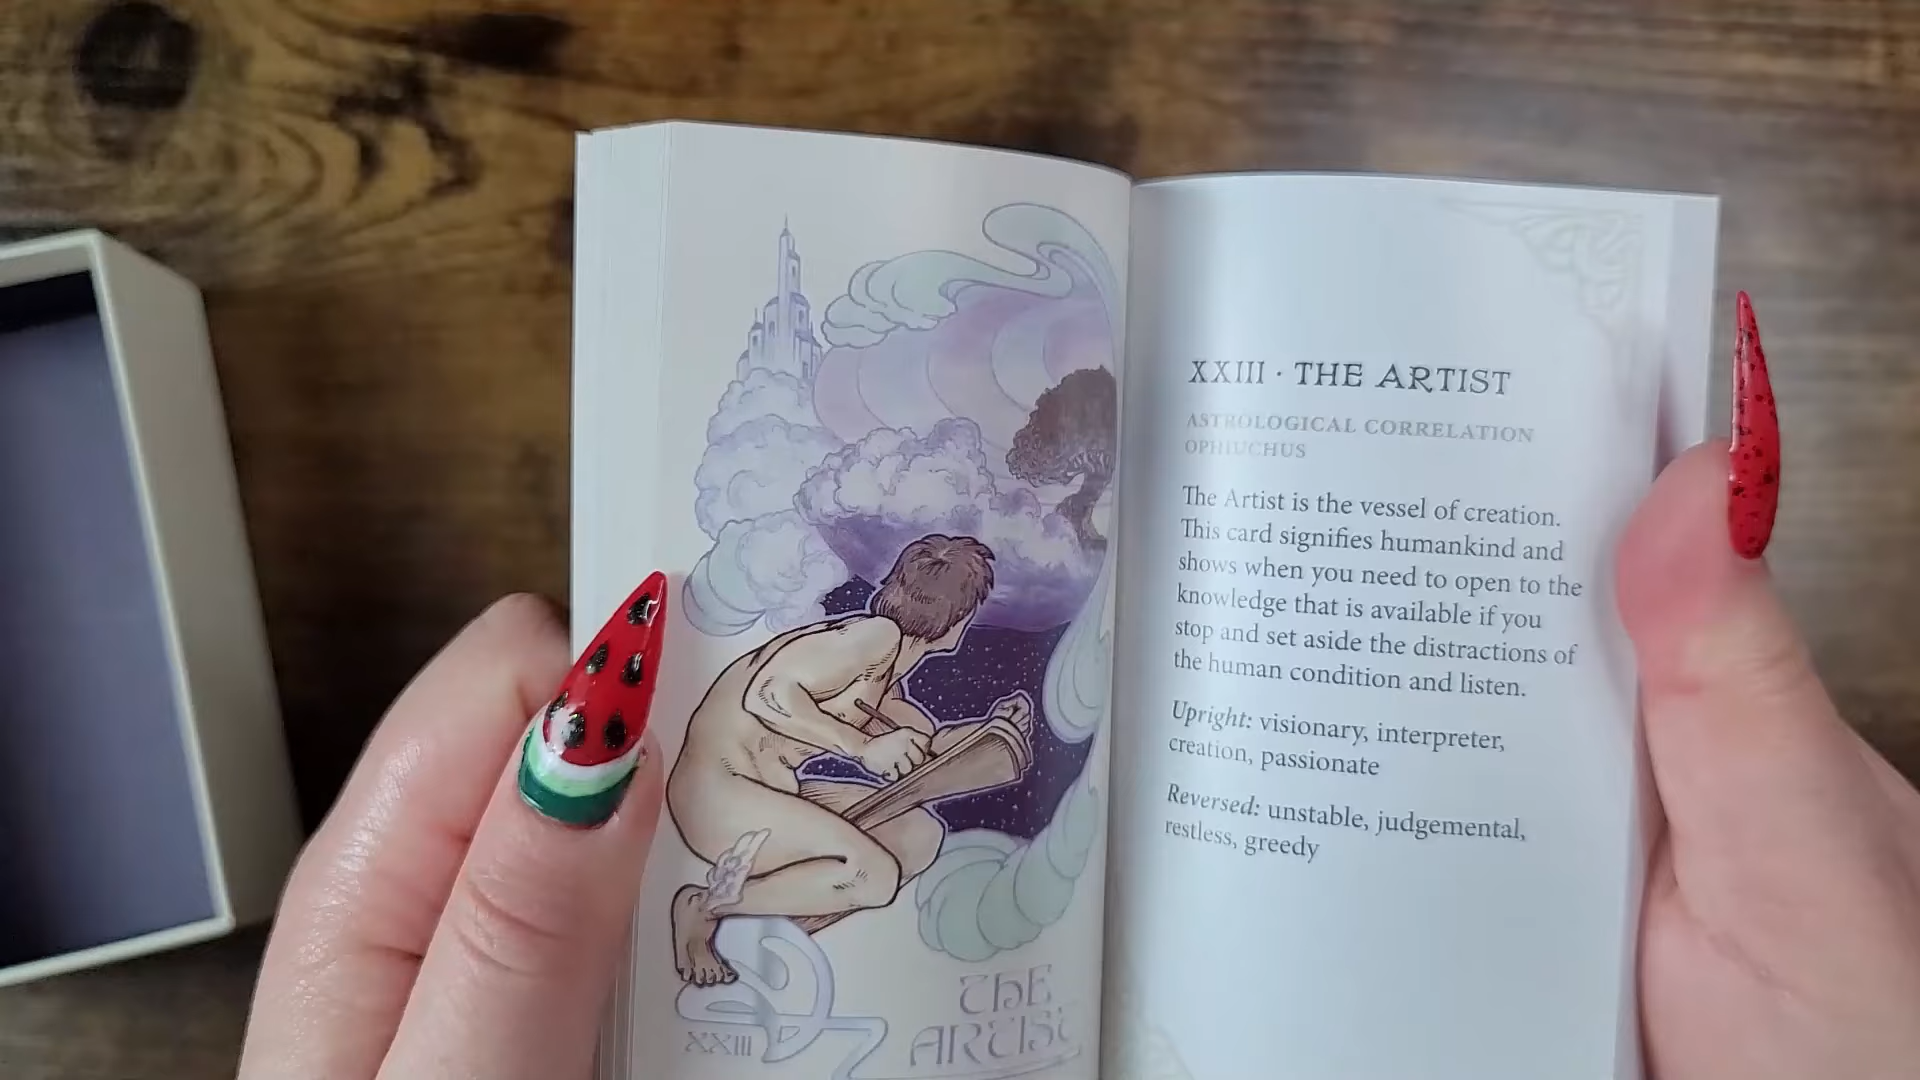 XXIII
THE
ARTIST
XXIII · THE ARTIST
ASTROLOGICAL CORRELATION
OPHIUCHUS
The Artist is the vessel of creation.
This card signifies humankind and
shows when you need to open to the
knowledge that is available if you
stop and set aside the distractions of
the human condition and listen.
Upright: visionary, interpreter,
creation, passionate
Reversed: unstable, judgemental,
restless, greedy